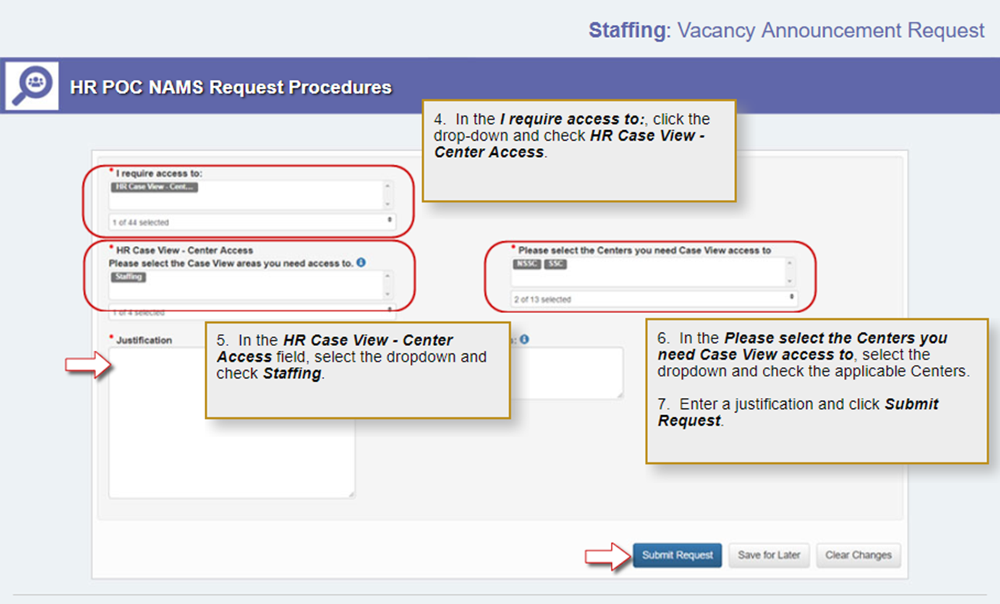 Staffing: Vacancy Announcement Request
HR POC NAMS Request Procedures
4. In the I require access to:, click the
drop-down and check HR Case View -
Center Access.
* I require access to:
HR Case View - Cent...
1 of 44 selected
* HR Case View - Center Access
Please select the Case View areas you need access to.
Staffing
1 of 4 selected
* Please select the Centers you need Case View access to
NSSC SSC
2 of 13 selected
* Justification
5. In the HR Case View - Center
Access field, select the dropdown and
check Staffing.
6. In the Please select the Centers you
need Case View access to, select the
dropdown and check the applicable Centers.
7. Enter a justification and click Submit
Request.
Submit Request Save for Later Clear Changes